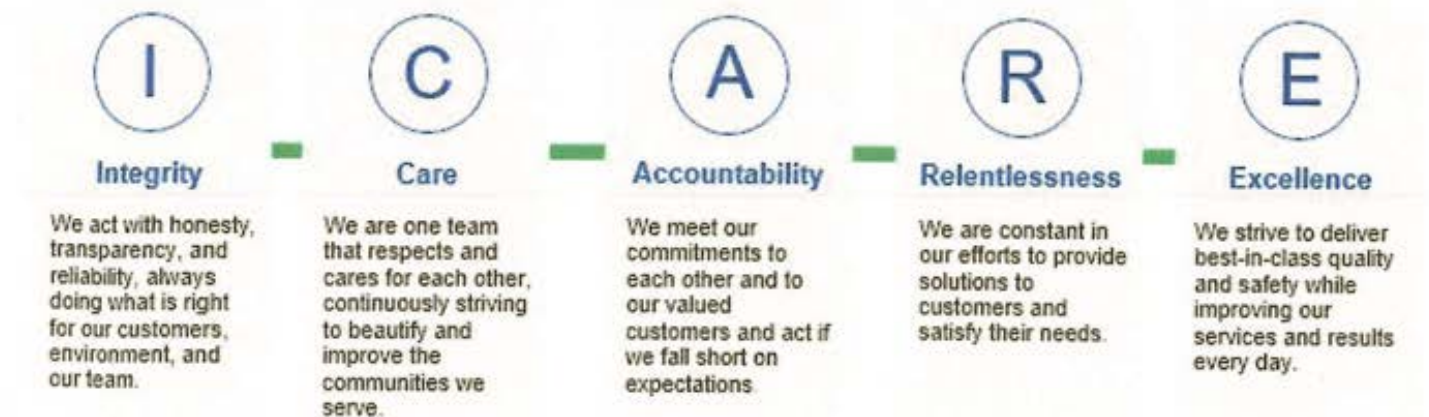 I
Integrity
We act with honesty,
transparency, and
reliability, always
doing what is right
for our customers,
environment, and
our team.
C
Care
We are one team
that respects and
cares for each other,
continuously striving
to beautify and
improve the
communities we
serve.
A
Accountability
We meet our
commitments to
each other and to
our valued
customers and act if
we fall short on
expectations.
R
Relentlessness
We are constant in
our efforts to provide
solutions to
customers and
satisfy their needs.
E
Excellence
We strive to deliver
best-in-class quality
and safety while
improving our
services and results
every day.